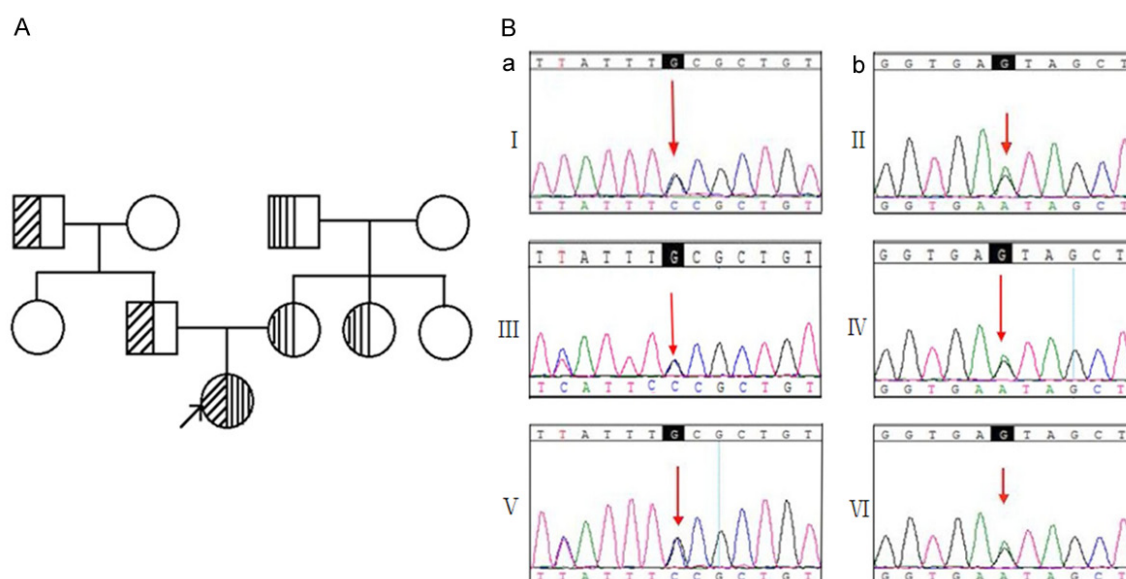 A
B
a
b
T T A T T T G C G C T G T
I
T T A T T T C C G C T G T
G G T G A G T A G C T
II
G G T G A A T A G C T
T T A T T T G C G C T G T
III
T C A T T C C C G C T G T
G G T G A G T A G C T
IV
G G T G A A T A G C T
T T A T T T G C G C T G T
V
T T A T T T C C G C T G T
G G T G A G T A G C T
VI
G G T G A A T A G C T